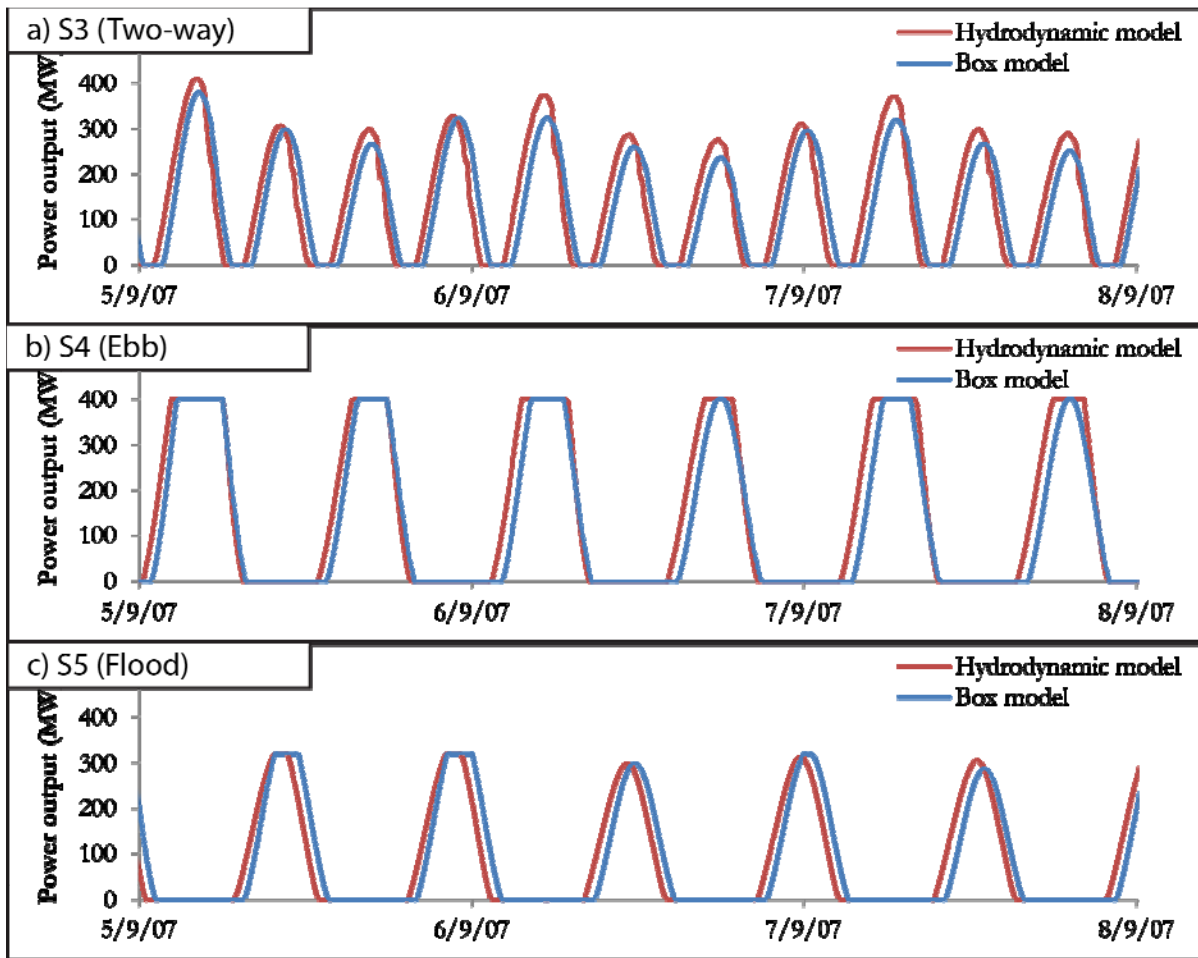 a) S3 (Two-way)
Hydrodynamic model
Box model
Power output (MW
400
300
200
100
0
5/9/07
6/9/07
7/9/07
8/9/07
b) S4 (Ebb)
Hydrodynamic model
Box model
Power output (MW
400
300
200
100
0
5/9/07
6/9/07
7/9/07
8/9/07
c) S5 (Flood)
Hydrodynamic model
Box model
Power output (MW
400
300
200
100
0
5/9/07
6/9/07
7/9/07
8/9/07